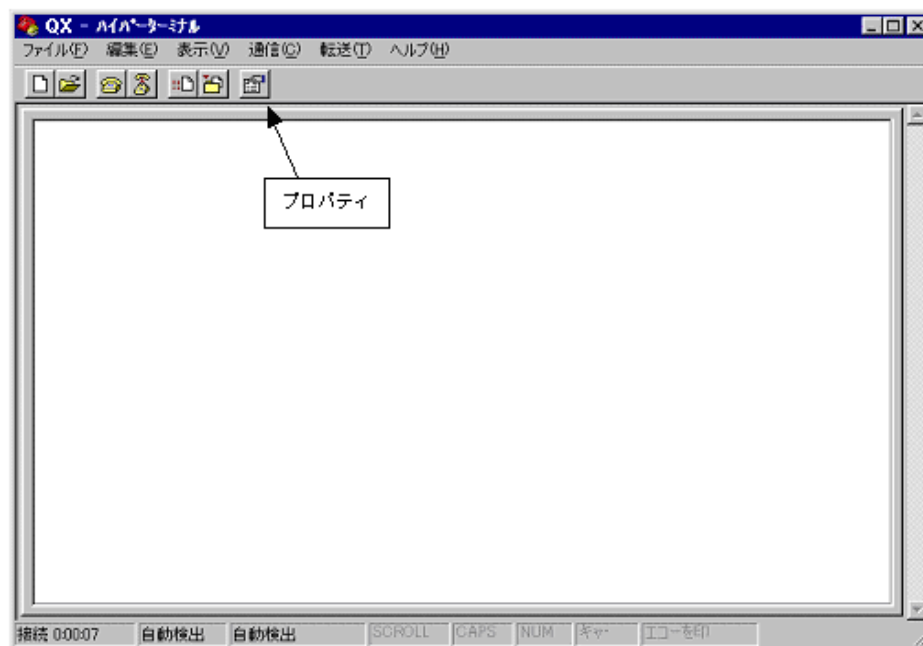 QX - ﾊｲﾊﾟｰﾀｰﾐﾅﾙ
ファイル(F) 編集(E) 表示(V) 通信(C) 転送(T) ヘルプ(H)
プロパティ
接続 0:00:07 自動検出 自動検出 SCROLL CAPS NUM キャ エコーを印